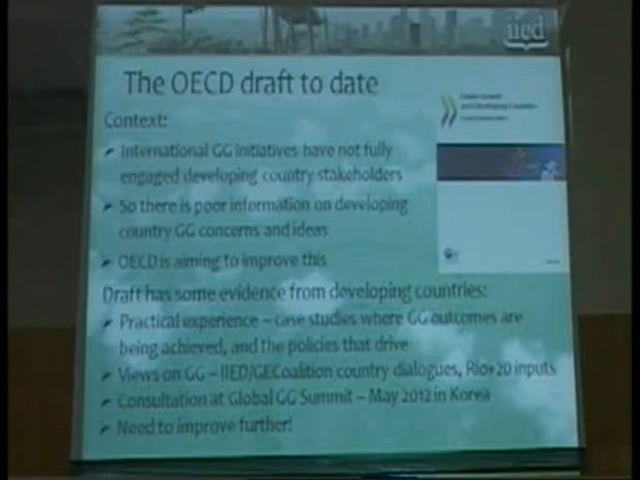 iied
The OECD draft to date
Context:
International GG initiatives have not fully
engaged developing country stakeholders
So there is poor information on developing
country GG concerns and ideas
OECD is aiming to improve this
Draft has some evidence from developing countries:
Practical experience – case studies where GG outcomes are
being achieved, and the policies that drive
Views on GG – IIED/GECoalition country dialogues, Rio+20 inputs
Consultation at Global GG Summit – May 2012 in Korea
Need to improve further!